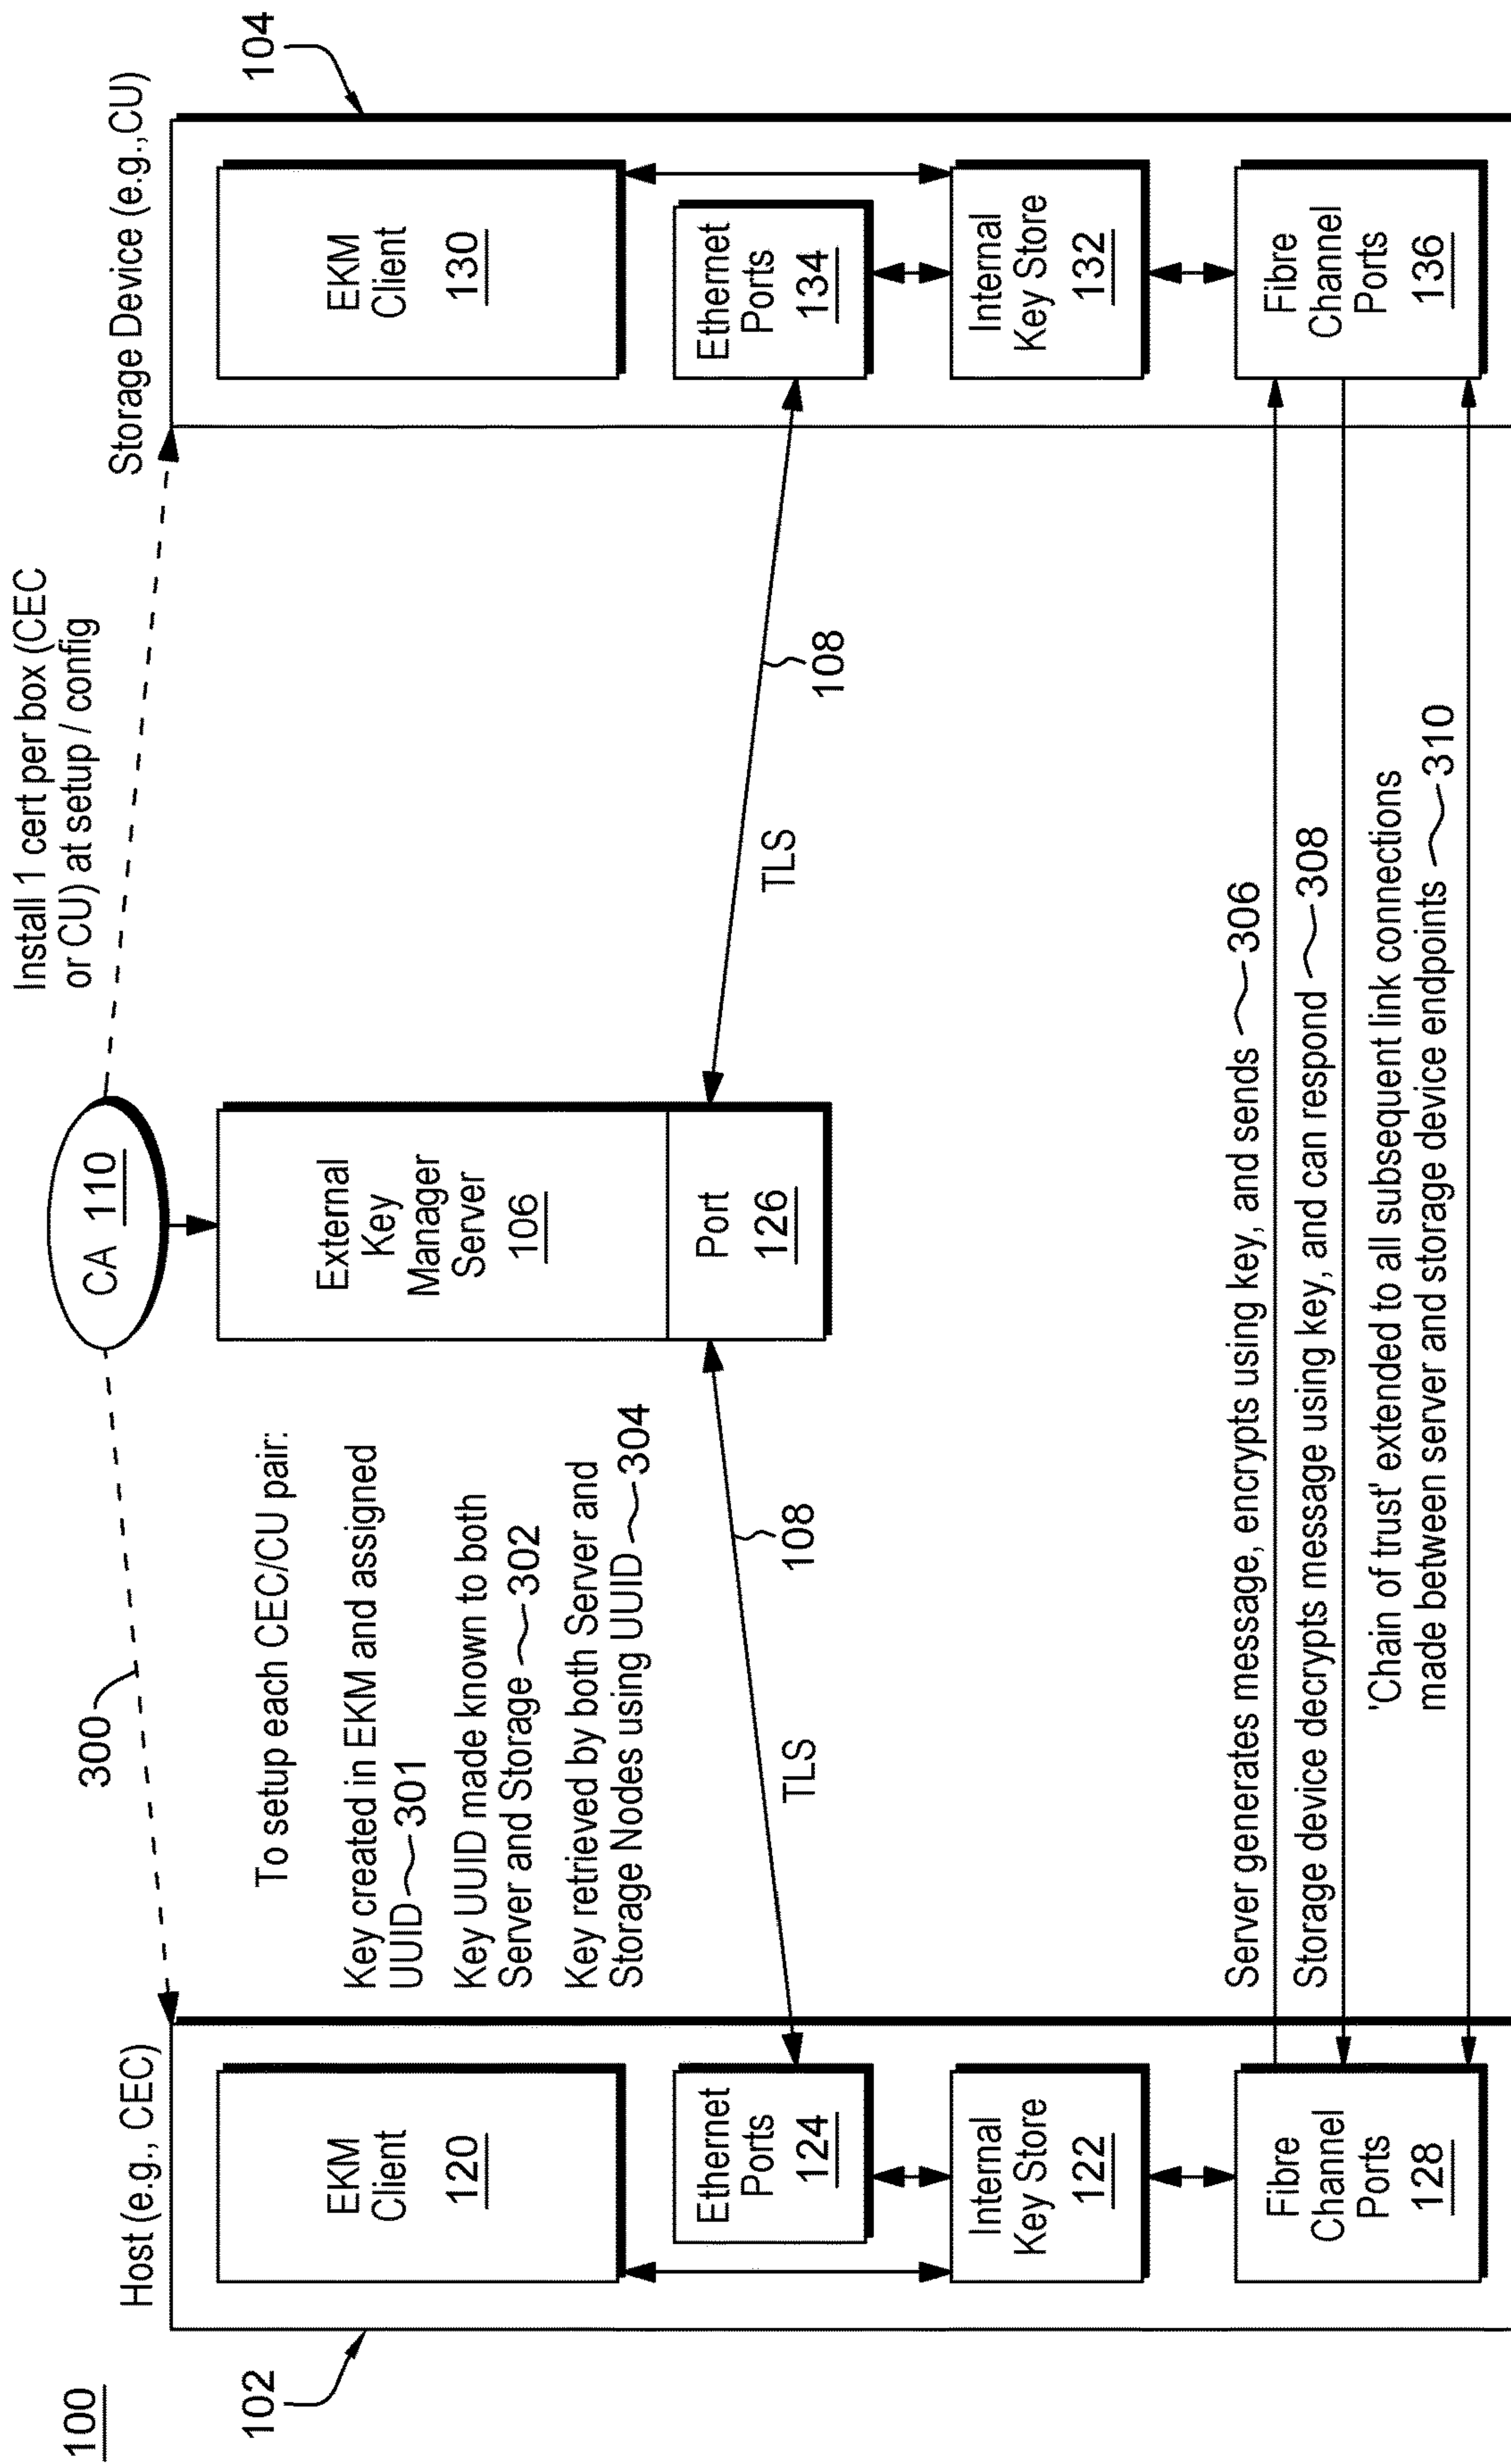 100
Install 1 cert per box (CEC
or CU) at setup / config
CA 110
300
Host (e.g., CEC)
102
EKM
Client
120
Ethernet
Ports
124
Internal
Key Store
122
Fibre
Channel
Ports
128
To setup each CEC/CU pair:
Key created in EKM and assigned
UUID 301
Key UUID made known to both
Server and Storage 302
Key retrieved by both Server and
Storage Nodes using UUID 304
External
Key
Manager
Server
106
Port
126
TLS
108
TLS
108
Storage Device (e.g.,CU)
104
EKM
Client
130
Ethernet
Ports
134
Internal
Key Store
132
Fibre
Channel
Ports
136
Server generates message, encrypts using key, and sends 306
Storage device decrypts message using key, and can respond 308
'Chain of trust' extended to all subsequent link connections
made between server and storage device endpoints 310